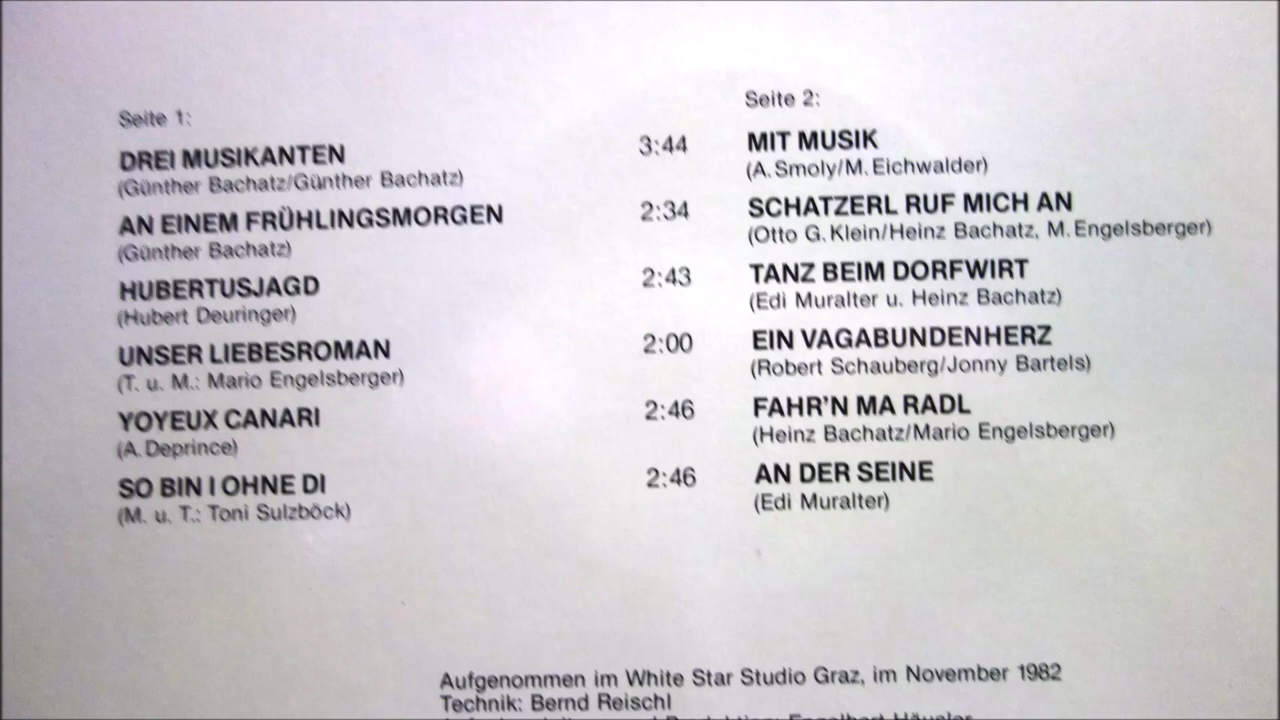 Seite 1:
DREI MUSIKANTEN 3:44
(Günther Bachatz/Günther Bachatz)
AN EINEM FRÜHLINGSMORGEN 2:34
(Günther Bachatz)
HUBERTUSJAGD 2:43
(Hubert Deuringer)
UNSER LIEBESROMAN 2:00
(T. u. M.: Mario Engelsberger)
YOYEUX CANARI 2:46
(A. Deprince)
SO BIN I OHNE DI 2:46
(M. u. T.: Toni Sulzböck)
Seite 2:
MIT MUSIK
(A. Smoly/M. Eichwalder)
SCHATZERL RUF MICH AN
(Otto G. Klein/Heinz Bachatz, M. Engelsberger)
TANZ BEIM DORFWIRT
(Edi Muralter u. Heinz Bachatz)
EIN VAGABUNDENHERZ
(Robert Schauberg/Jonny Bartels)
FAHR'N MA RADL
(Heinz Bachatz/Mario Engelsberger)
AN DER SEINE
(Edi Muralter)
Aufgenommen im White Star Studio Graz, im November 1982
Technik: Bernd Reischl